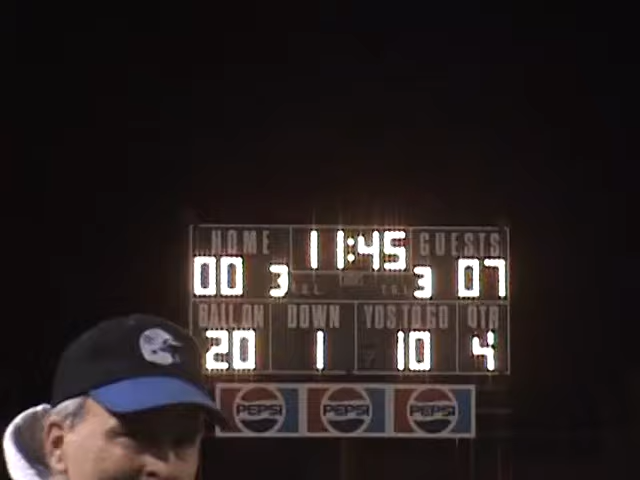 HOME 11:45 GUESTS
00 3 T.O.L. T.O.L. 3 07
BALL ON DOWN YDS TO GO QTR
20 1 10 4
PEPSI PEPSI PEPSI